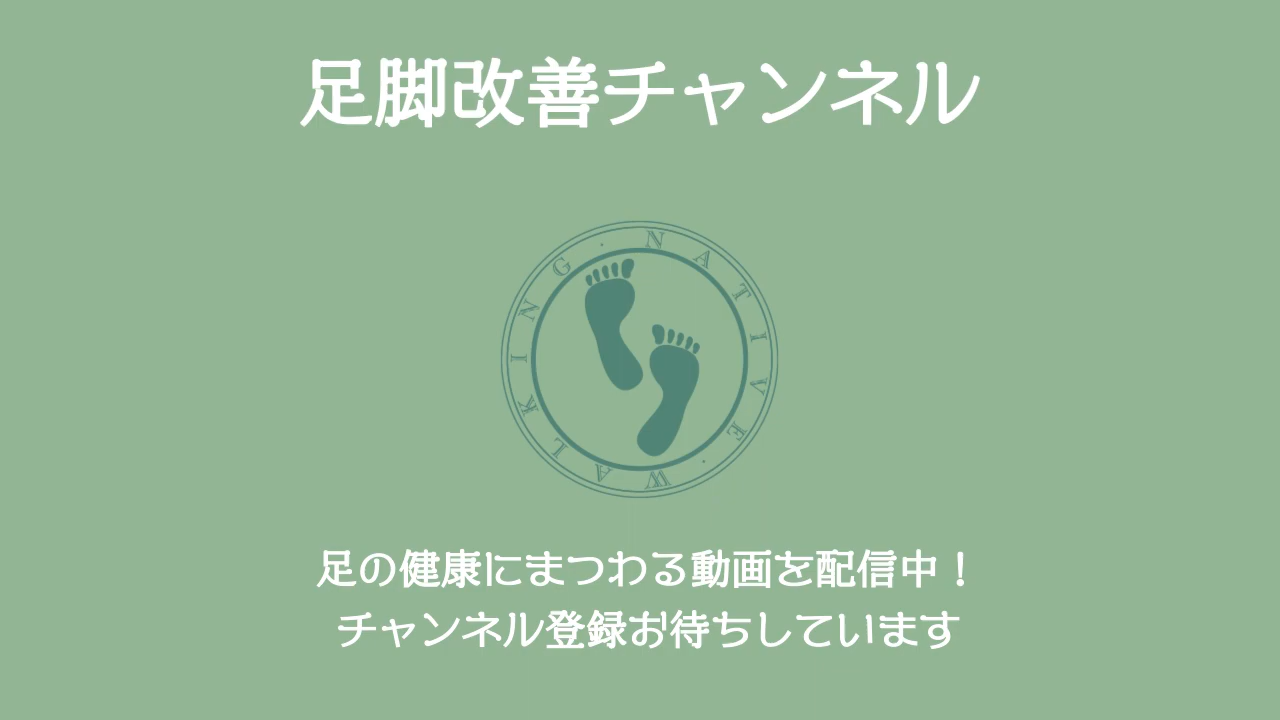 足脚改善チャンネル
NATIVE・WALKING・
足の健康にまつわる動画を配信中！
チャンネル登録お待ちしています